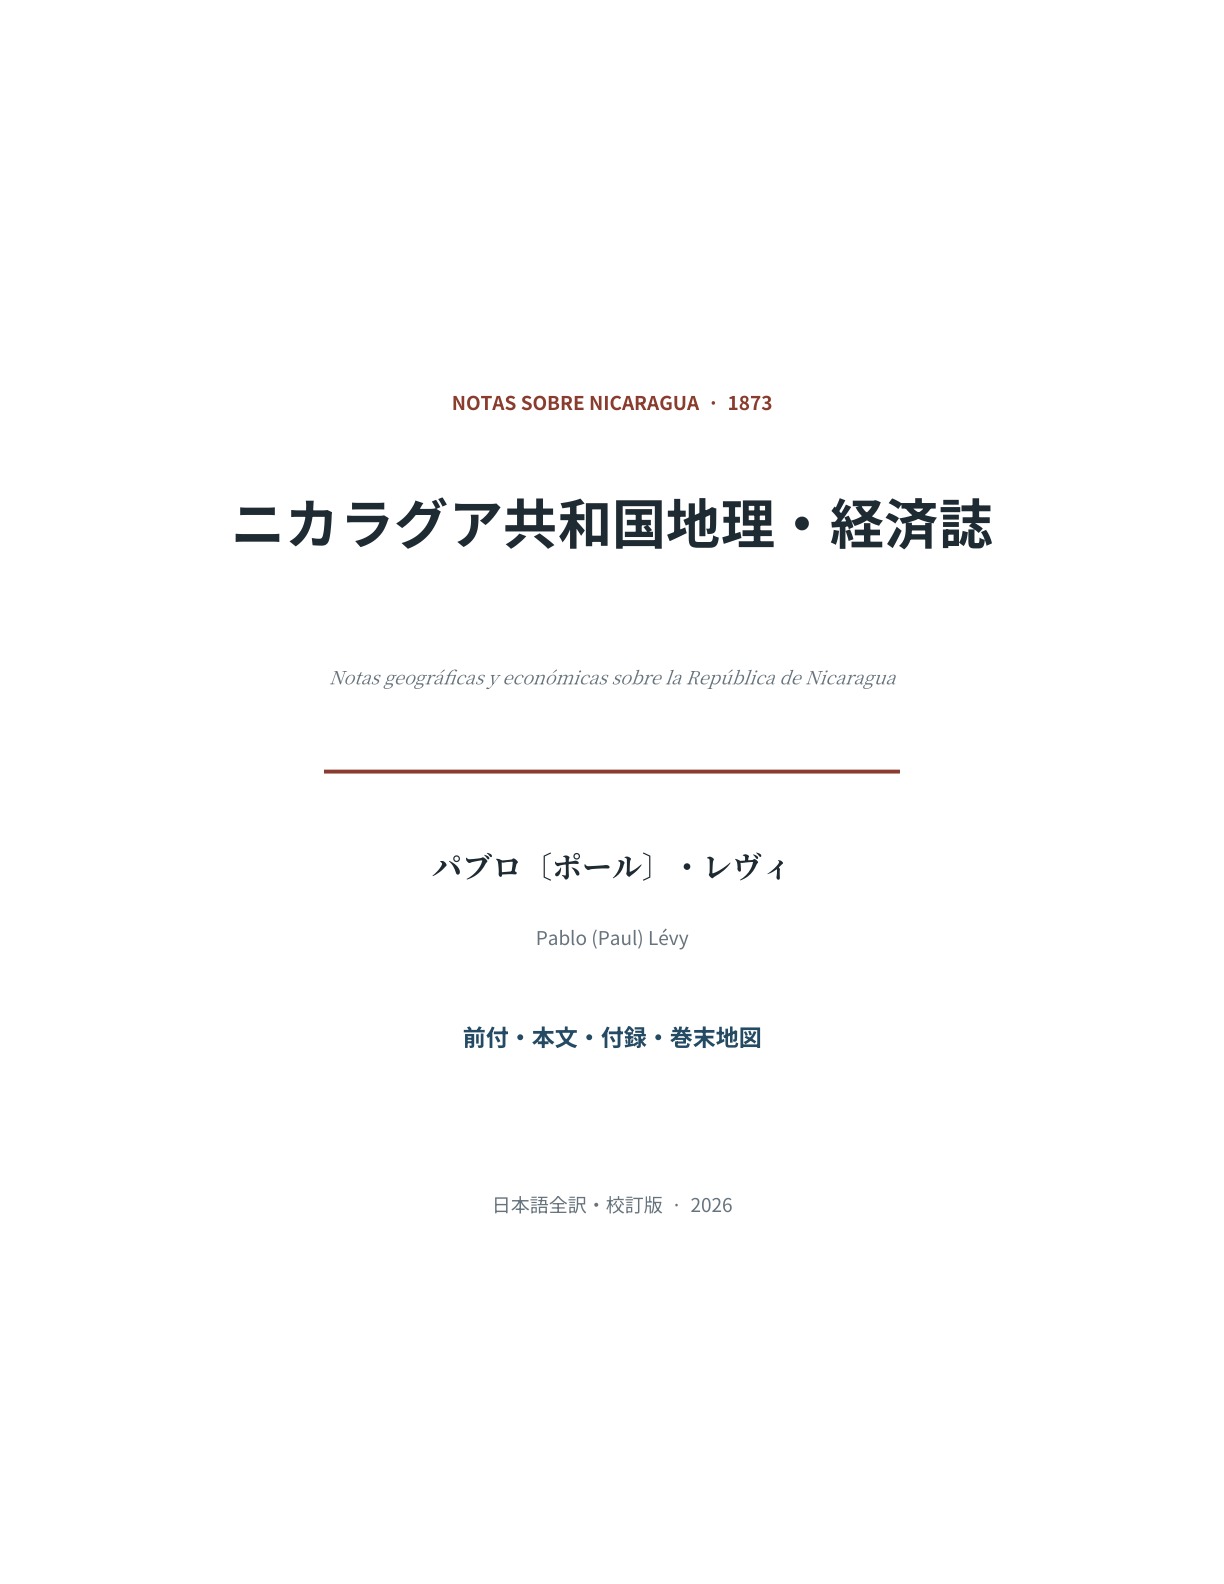 NOTAS SOBRE NICARAGUA · 1873
ニカラグア共和国地理・経済誌
Notas geográficas y económicas sobre la República de Nicaragua
パブロ〔ポール〕・レヴィ
Pablo (Paul) Lévy
前付・本文・付録・巻末地図
日本語全訳・校訂版 · 2026